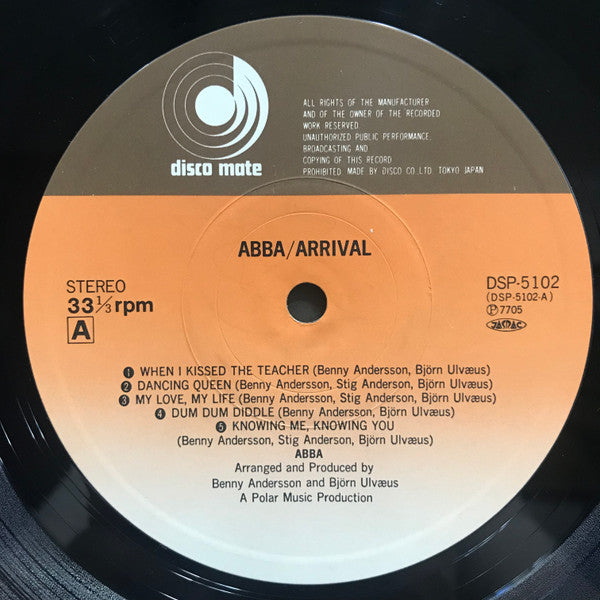 disco mate
ALL RIGHTS OF THE MANUFACTURER
AND OF THE OWNER OF THE RECORDED
WORK RESERVED.
UNAUTHORIZED PUBLIC PERFORMANCE,
BROADCASTING AND
COPYING OF THIS RECORD
PROHIBITED MADE BY DISCO CO. LTD. TOKYO JAPAN
ABBA/ARRIVAL
STEREO
33⅓rpm
A
DSP-5102
(DSP-5102-A)
Ⓟ7705
JASRAC
❶ WHEN I KISSED THE TEACHER (Benny Andersson, Björn Ulvæus)
❷ DANCING QUEEN (Benny Andersson, Stig Anderson, Björn Ulvæus)
❸ MY LOVE, MY LIFE (Benny Andersson, Stig Anderson, Björn Ulvæus)
❹ DUM DUM DIDDLE (Benny Andersson, Björn Ulvæus)
❺ KNOWING ME, KNOWING YOU
(Benny Andersson, Stig Anderson, Björn Ulvæus)
ABBA
Arranged and Produced by
Benny Andersson and Björn Ulvæus
A Polar Music Production